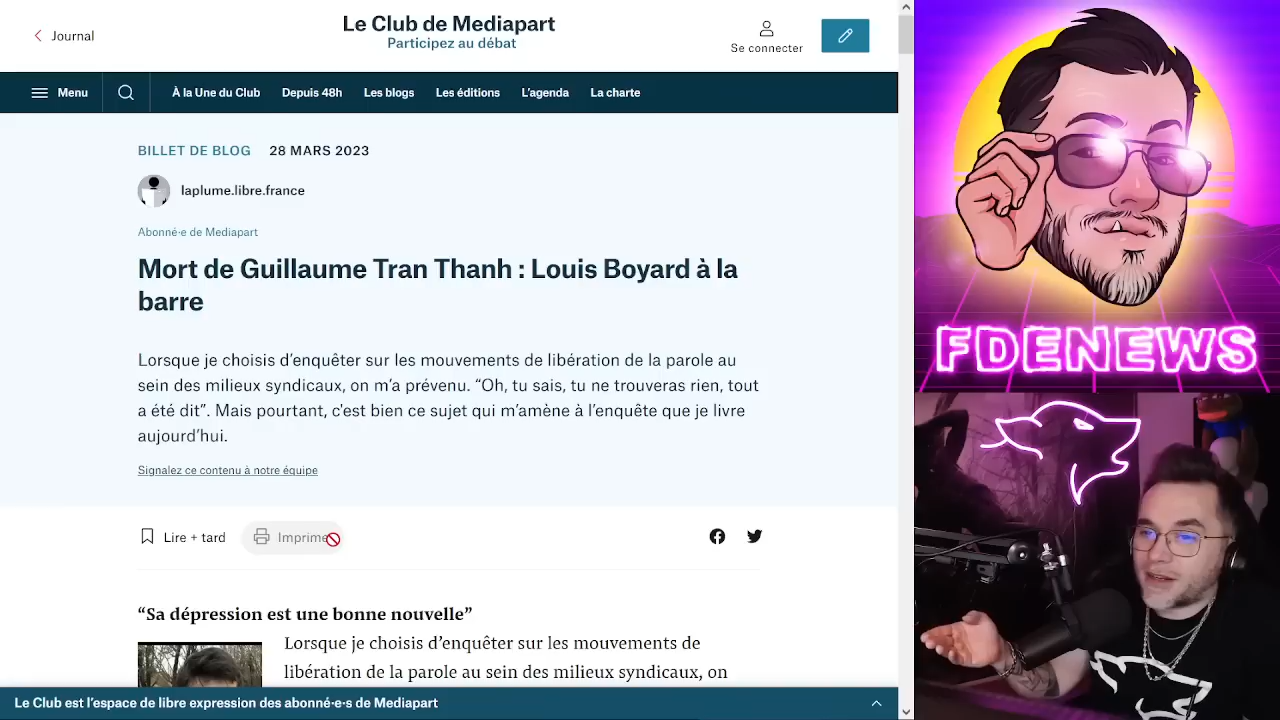 Journal
Le Club de Mediapart
Participez au débat
Se connecter
Menu
À la Une du Club
Depuis 48h
Les blogs
Les éditions
L'agenda
La charte
BILLET DE BLOG 28 MARS 2023
laplume.libre.france
Abonné·e de Mediapart
Mort de Guillaume Tran Thanh : Louis Boyard à la
barre
Lorsque je choisis d'enquêter sur les mouvements de libération de la parole au
sein des milieux syndicaux, on m'a prévenu. “Oh, tu sais, tu ne trouveras rien, tout
a été dit”. Mais pourtant, c'est bien ce sujet qui m'amène à l'enquête que je livre
aujourd'hui.
Signalez ce contenu à notre équipe
Lire + tard
Imprime
“Sa dépression est une bonne nouvelle”
Lorsque je choisis d'enquêter sur les mouvements de
libération de la parole au sein des milieux syndicaux, on
Le Club est l'espace de libre expression des abonné·e·s de Mediapart
FDENEWS